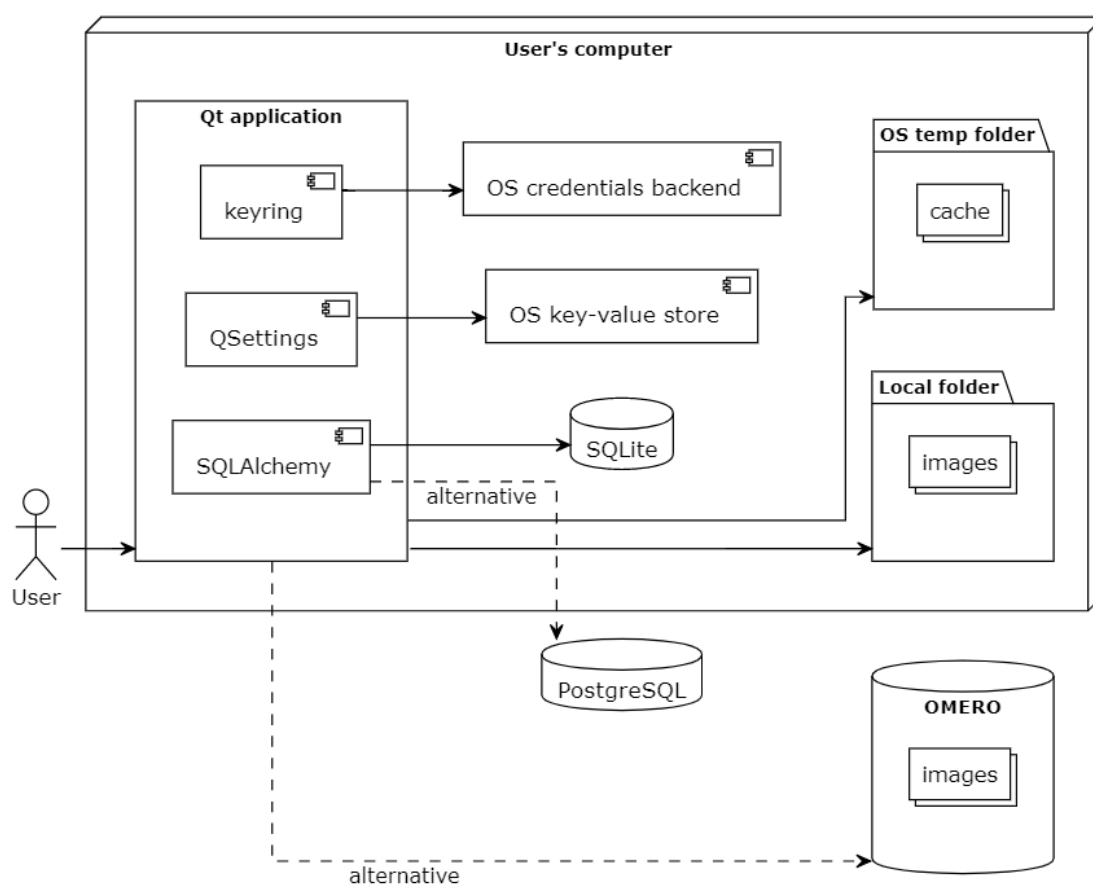 User's computer
Qt application
OS temp folder
keyring
OS credentials backend
cache
QSettings
OS key-value store
Local folder
SQLAlchemy
SQLite
images
alternative
User
PostgreSQL
OMERO
images
alternative